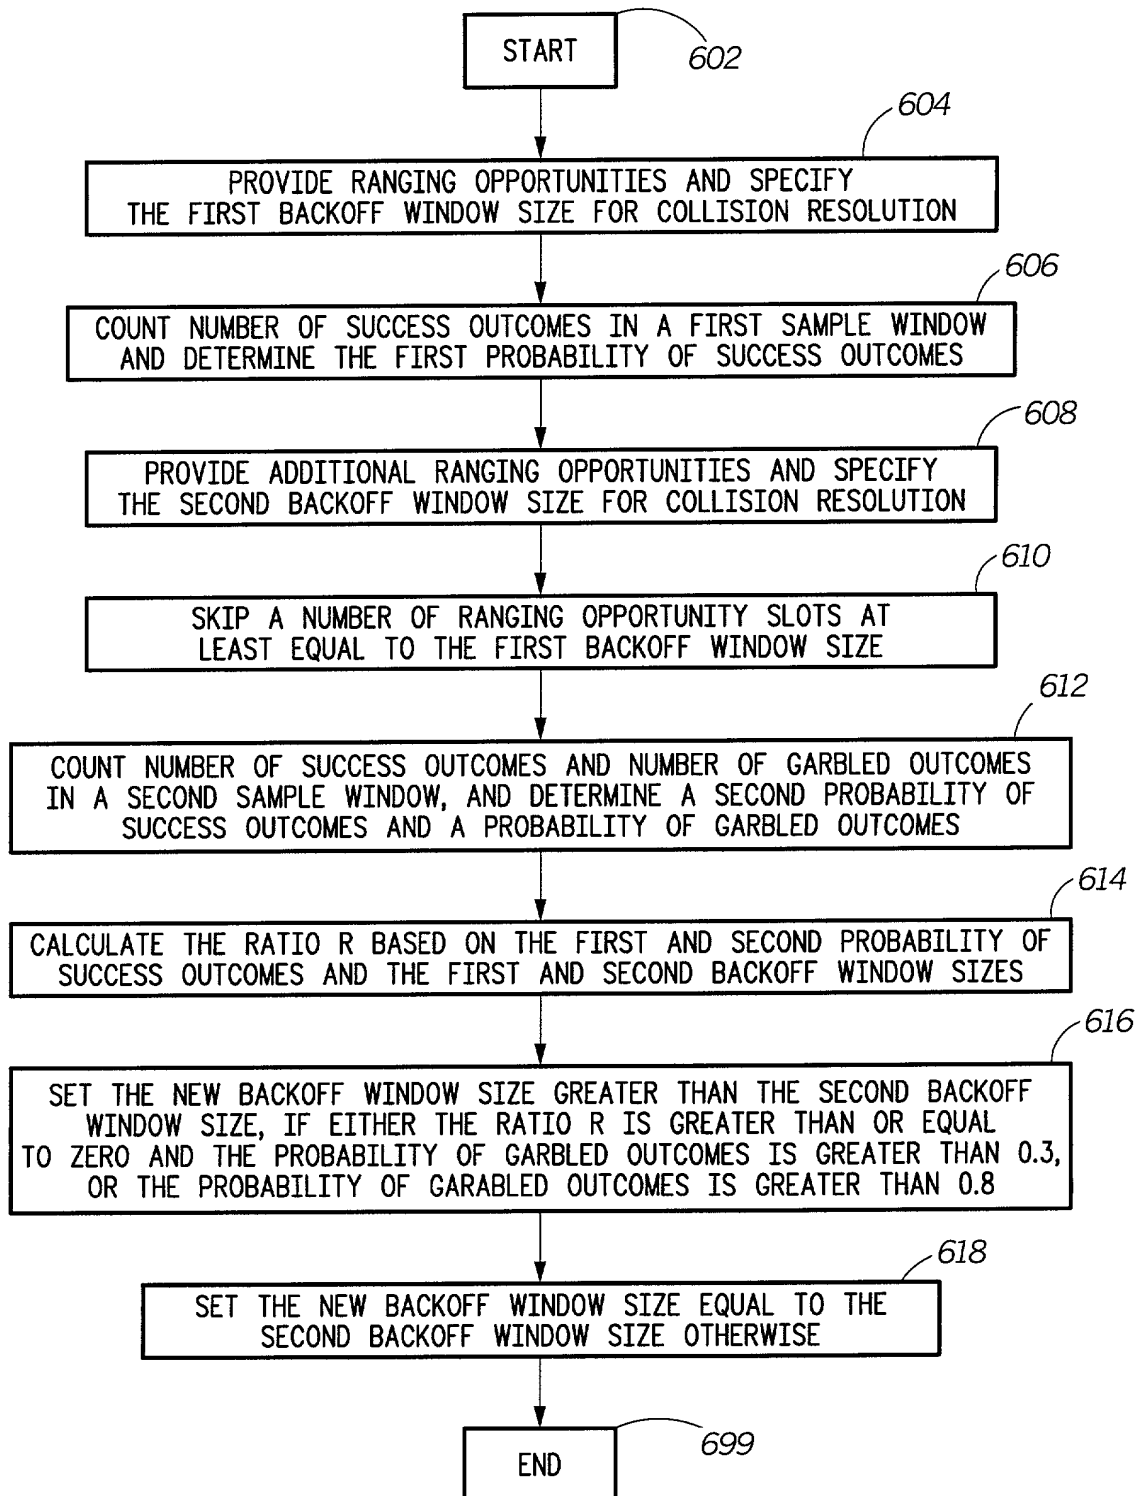 START
602
604
PROVIDE RANGING OPPORTUNITIES AND SPECIFY
THE FIRST BACKOFF WINDOW SIZE FOR COLLISION RESOLUTION
606
COUNT NUMBER OF SUCCESS OUTCOMES IN A FIRST SAMPLE WINDOW
AND DETERMINE THE FIRST PROBABILITY OF SUCCESS OUTCOMES
608
PROVIDE ADDITIONAL RANGING OPPORTUNITIES AND SPECIFY
THE SECOND BACKOFF WINDOW SIZE FOR COLLISION RESOLUTION
610
SKIP A NUMBER OF RANGING OPPORTUNITY SLOTS AT
LEAST EQUAL TO THE FIRST BACKOFF WINDOW SIZE
612
COUNT NUMBER OF SUCCESS OUTCOMES AND NUMBER OF GARBLED OUTCOMES
IN A SECOND SAMPLE WINDOW, AND DETERMINE A SECOND PROBABILITY OF
SUCCESS OUTCOMES AND A PROBABILITY OF GARBLED OUTCOMES
614
CALCULATE THE RATIO R BASED ON THE FIRST AND SECOND PROBABILITY OF
SUCCESS OUTCOMES AND THE FIRST AND SECOND BACKOFF WINDOW SIZES
616
SET THE NEW BACKOFF WINDOW SIZE GREATER THAN THE SECOND BACKOFF
WINDOW SIZE, IF EITHER THE RATIO R IS GREATER THAN OR EQUAL
TO ZERO AND THE PROBABILITY OF GARBLED OUTCOMES IS GREATER THAN 0.3,
OR THE PROBABILITY OF GARABLED OUTCOMES IS GREATER THAN 0.8
618
SET THE NEW BACKOFF WINDOW SIZE EQUAL TO THE
SECOND BACKOFF WINDOW SIZE OTHERWISE
699
END